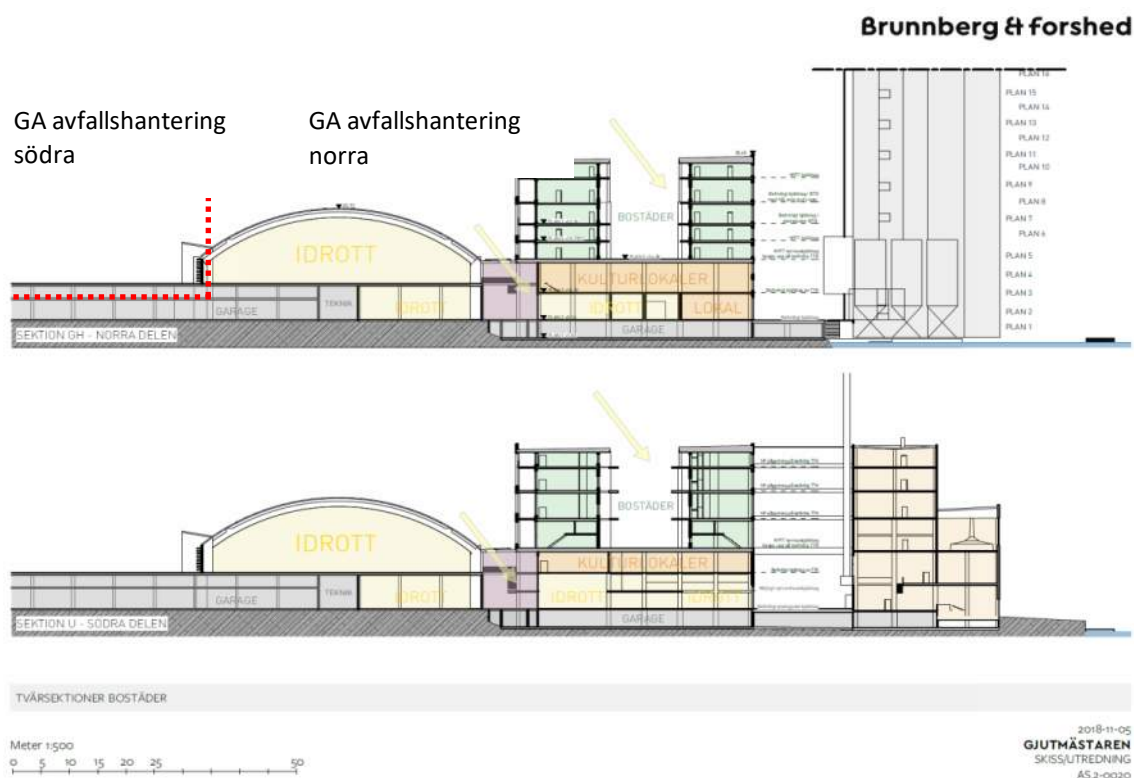 Brunnberg & forshed
GA avfallshantering
södra
GA avfallshantering
norra
PLAN 16
PLAN 15
PLAN 14
PLAN 13
PLAN 12
PLAN 11
PLAN 10
PLAN 9
PLAN 8
PLAN 7
PLAN 6
PLAN 5
PLAN 4
PLAN 3
PLAN 2
PLAN 1
BOSTÄDER
IDROTT
KULTURLOKALER
TEKNIK
IDROTT
IDROTT
LOKAL
GARAGE
GARAGE
SEKTION GH - NORRA DELEN
BOSTÄDER
IDROTT
KULTURLOKALER
TEKNIK
IDROTT
IDROTT
IDROTT
GARAGE
GARAGE
SEKTION U - SÖDRA DELEN
TVÄRSEKTIONER BOSTÄDER
Meter 1:500
0 5 10 15 20 25 50
2018-11-05
GJUTMÄSTAREN
SKISS/UTREDNING
AS.2-0020